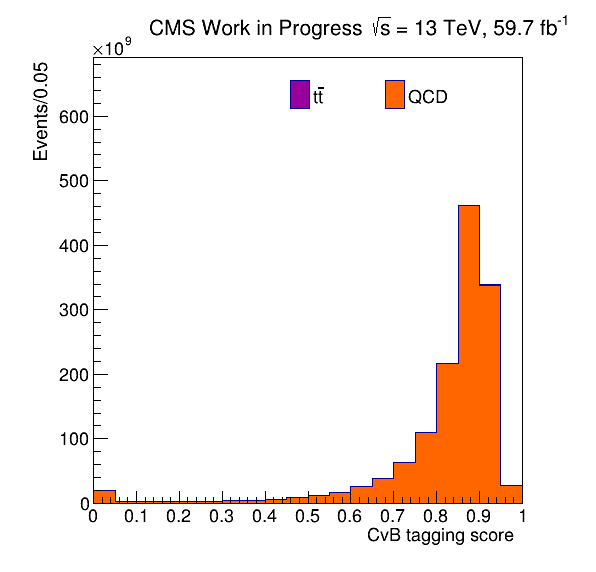 CMS Work in Progress √s = 13 TeV, 59.7 fb⁻¹
×10⁹
Events/0.05
tt̄
QCD
600
500
400
300
200
100
0
0 0.1 0.2 0.3 0.4 0.5 0.6 0.7 0.8 0.9 1
CvB tagging score